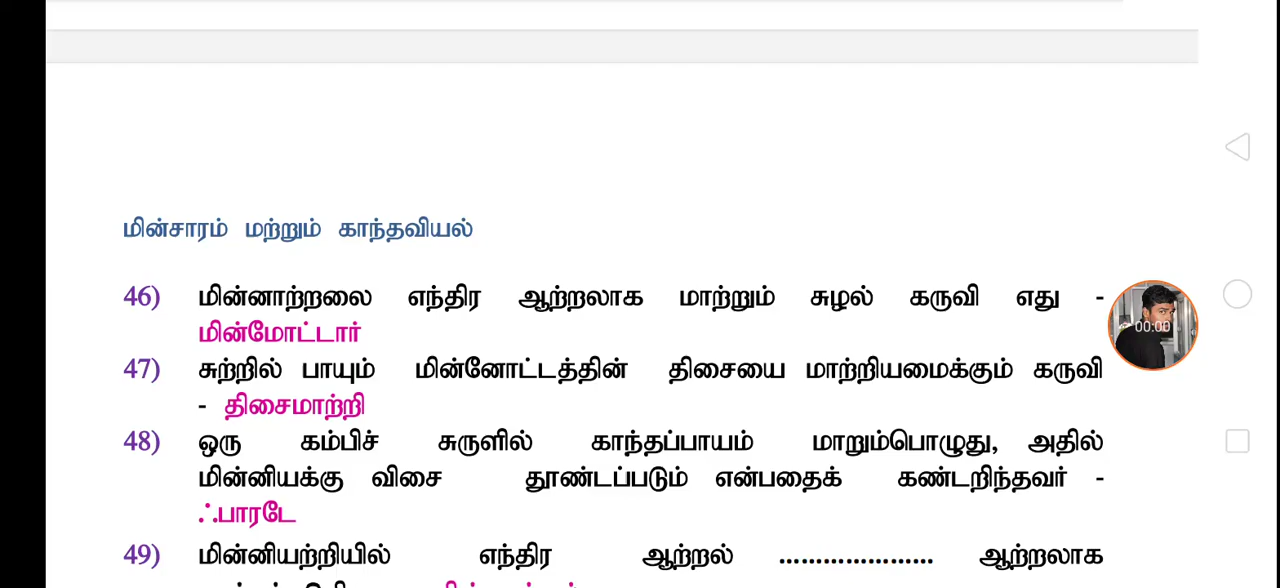 மின்சாரம் மற்றும் காந்தவியல்
46) மின்னாற்றலை எந்திர ஆற்றலாக மாற்றும் சுழல் கருவி எது -
மின்மோட்டார்
47) சுற்றில் பாயும் மின்னோட்டத்தின் திசையை மாற்றியமைக்கும் கருவி
- திசைமாற்றி
48) ஒரு கம்பிச் சுருளில் காந்தப்பாயம் மாறும்பொழுது, அதில்
மின்னியக்கு விசை தூண்டப்படும் என்பதைக் கண்டறிந்தவர் -
ஃபாரடே
49) மின்னியற்றியில் எந்திர ஆற்றல் ..................... ஆற்றலாக
00:00